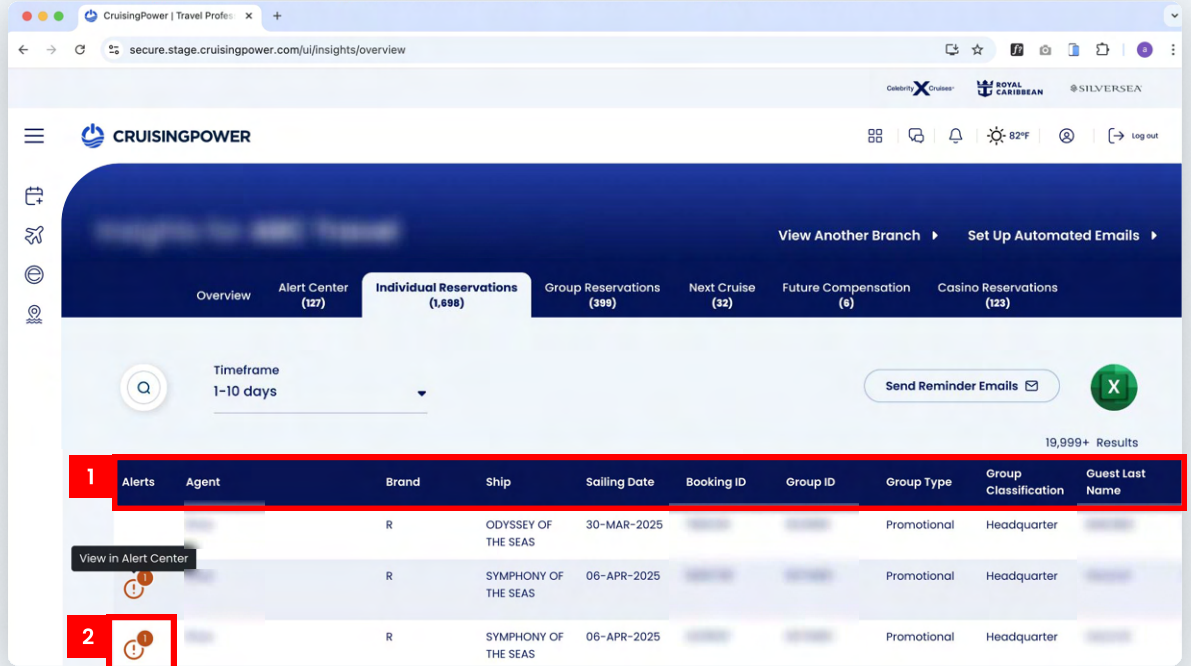 CruisingPower | Travel Profes
secure.stage.cruisingpower.com/ui/insights/overview
a
Celebrity X Cruises
ROYAL
CARIBBEAN
SILVERSEA
CRUISINGPOWER
82°F
Log out
View Another Branch
Set Up Automated Emails
Overview
Alert Center
(127)
Individual Reservations
(1,698)
Group Reservations
(399)
Next Cruise
(32)
Future Compensation
(6)
Casino Reservations
(123)
Timeframe
1-10 days
Send Reminder Emails
X
19,999+ Results
1
Alerts Agent Brand Ship Sailing Date Booking ID Group ID Group Type Group Classification Guest Last Name
R ODYSSEY OF THE SEAS 30-MAR-2025 Promotional Headquarter
View in Alert Center
1 R SYMPHONY OF THE SEAS 06-APR-2025 Promotional Headquarter
2
1 R SYMPHONY OF THE SEAS 06-APR-2025 Promotional Headquarter